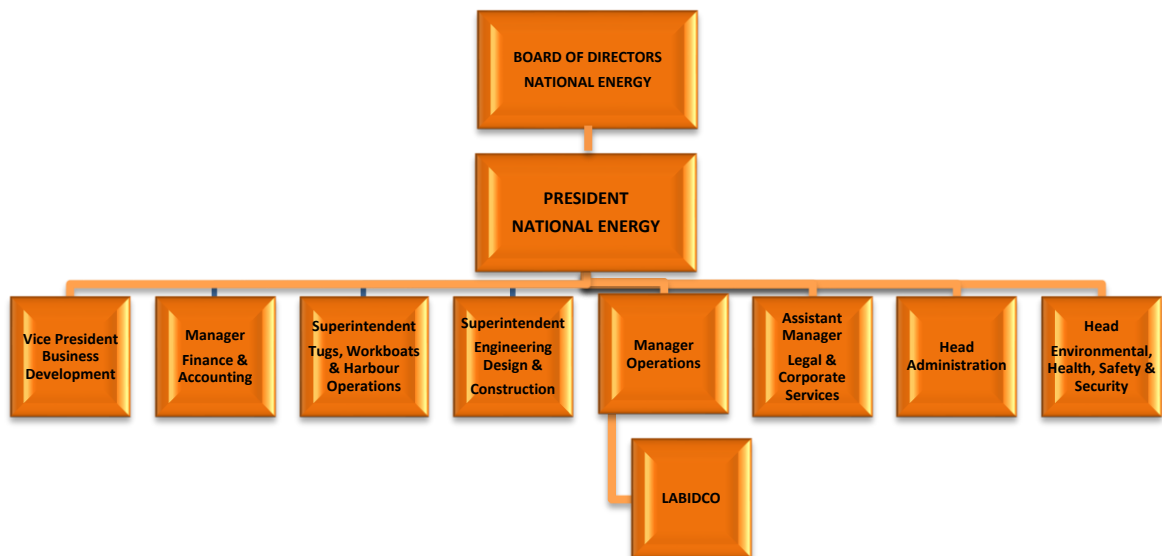 BOARD OF DIRECTORS
NATIONAL ENERGY
PRESIDENT
NATIONAL ENERGY
Vice President
Business
Development
Manager
Finance &
Accounting
Superintendent
Tugs, Workboats
& Harbour
Operations
Superintendent
Engineering
Design &
Construction
Manager
Operations
Assistant
Manager
Legal &
Corporate
Services
Head
Administration
Head
Environmental,
Health, Safety &
Security
LABIDCO